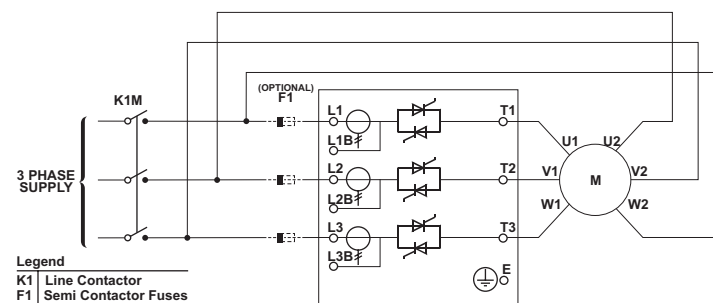 (OPTIONAL)
F1
K1M
3 PHASE
SUPPLY
L1
L1B
L2
L2B
L3
L3B
T1
T2
T3
E
U1
U2
V1
M
V2
W1
W2
Legend
K1 Line Contactor
F1 Semi Contactor Fuses